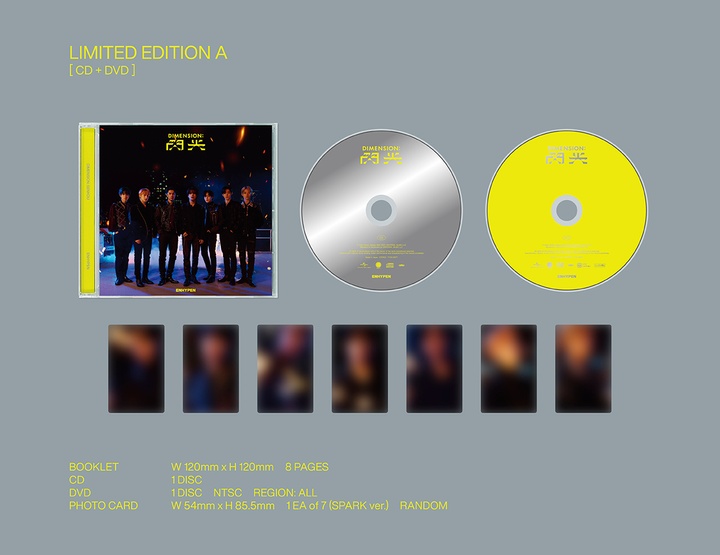 LIMITED EDITION A
[ CD + DVD ]
DIMENSION:
閃光
ENHYPEN
DIMENSION:
閃光
ENHYPEN
DIMENSION:
閃光
ENHYPEN
BOOKLET W 120mm x H 120mm 8 PAGES
CD 1 DISC
DVD 1 DISC NTSC REGION: ALL
PHOTO CARD W 54mm x H 85.5mm 1 EA of 7 (SPARK ver.) RANDOM